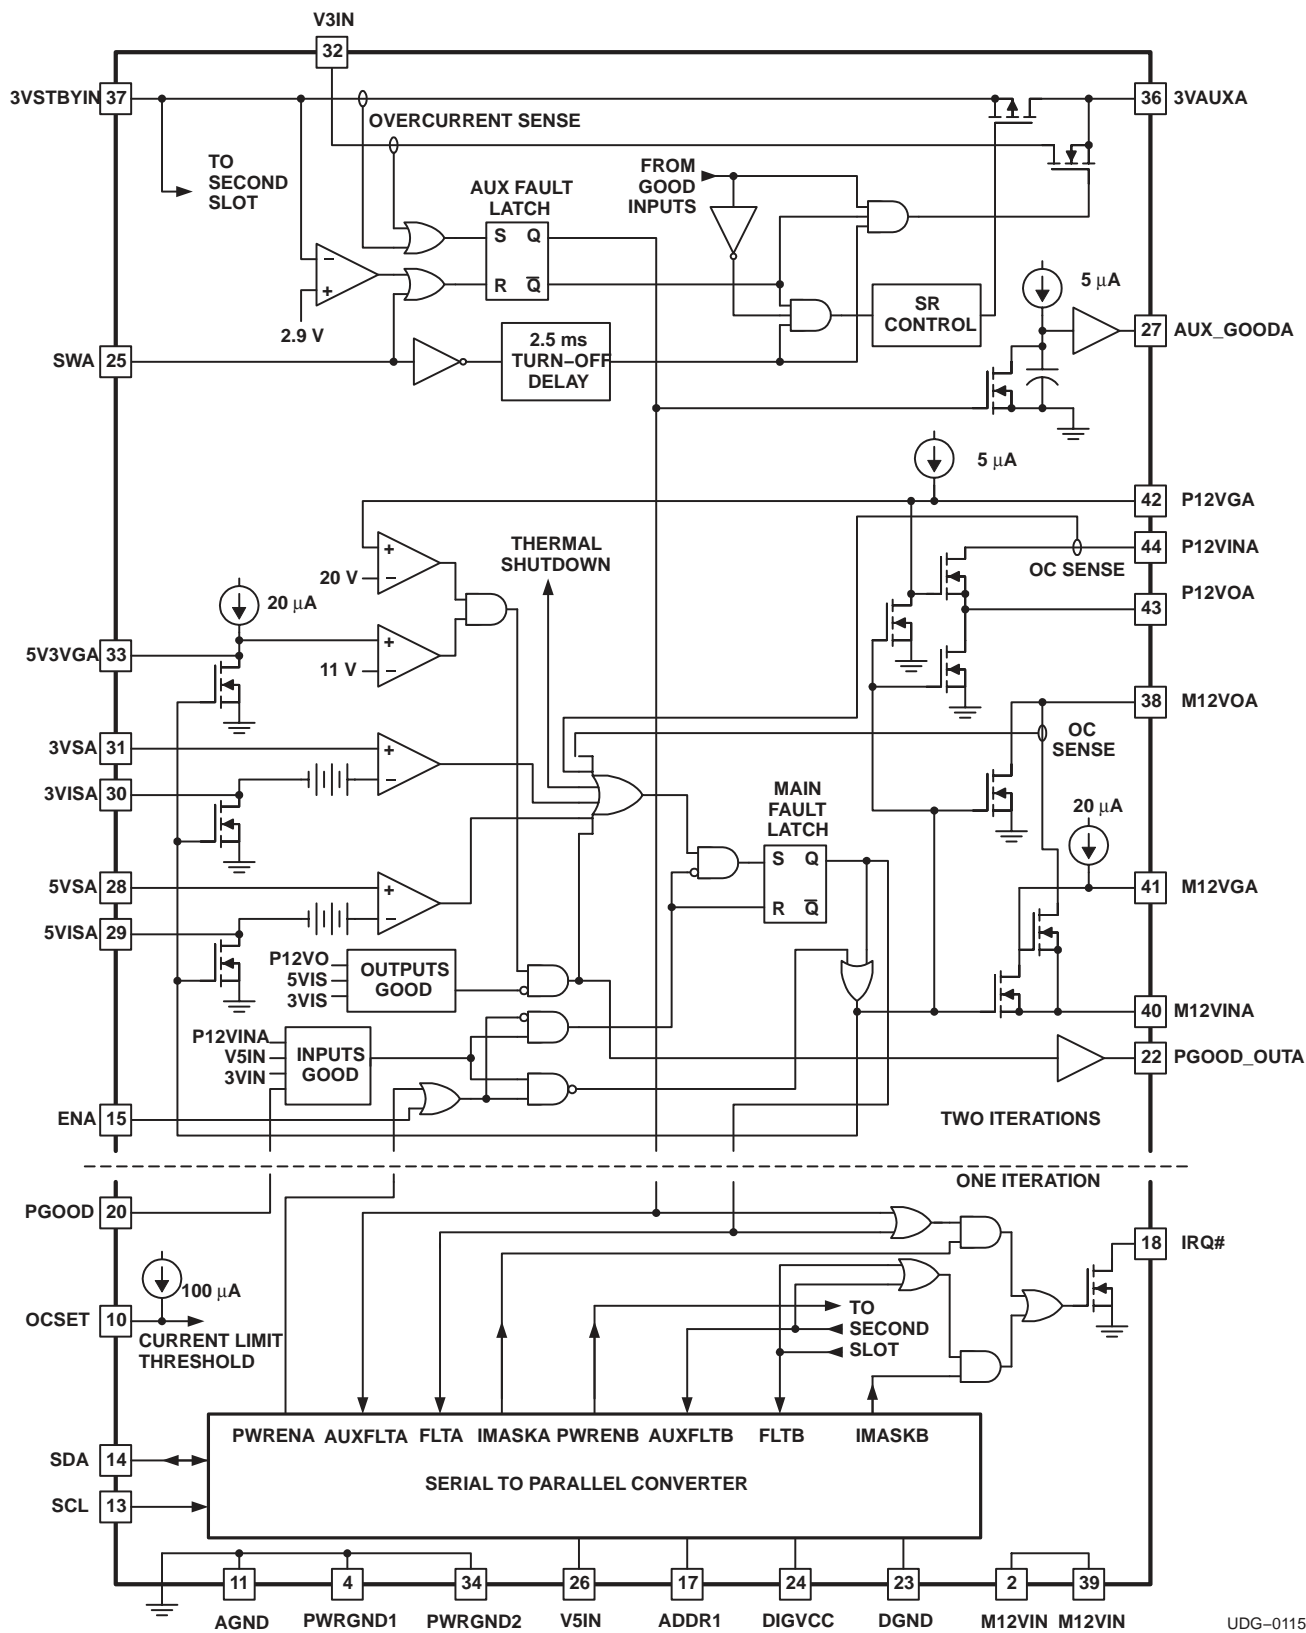 V3IN
32
3VSTBYIN 37
36 3VAUXA
OVERCURRENT SENSE
TO
SECOND
SLOT
FROM
GOOD
INPUTS
AUX FAULT
LATCH
S Q
R Q̅
5 μA
SR
CONTROL
2.9 V
2.5 ms
TURN–OFF
DELAY
SWA 25
27 AUX_GOODA
5 μA
42 P12VGA
THERMAL
SHUTDOWN
+
–
20 V
44 P12VINA
OC SENSE
P12VOA
43
20 μA
+
–
11 V
5V3VGA 33
38 M12VOA
OC
SENSE
3VSA 31
+
–
3VISA 30
MAIN
FAULT
LATCH
20 μA
S Q
R Q̅
5VSA 28
+
–
41 M12VGA
5VISA 29
P12VO
5VIS
3VIS
OUTPUTS
GOOD
40 M12VINA
P12VINA
V5IN
3VIN
INPUTS
GOOD
22 PGOOD_OUTA
ENA 15
TWO ITERATIONS
ONE ITERATION
PGOOD 20
18 IRQ#
100 μA
OCSET 10
CURRENT LIMIT
THRESHOLD
TO
SECOND
SLOT
PWRENA AUXFLTA FLTA IMASKA PWRENB AUXFLTB FLTB IMASKB
SDA 14
SERIAL TO PARALLEL CONVERTER
SCL 13
11 4 34 26 17 24 23 2 39
AGND PWRGND1 PWRGND2 V5IN ADDR1 DIGVCC DGND M12VIN M12VIN
UDG–0115